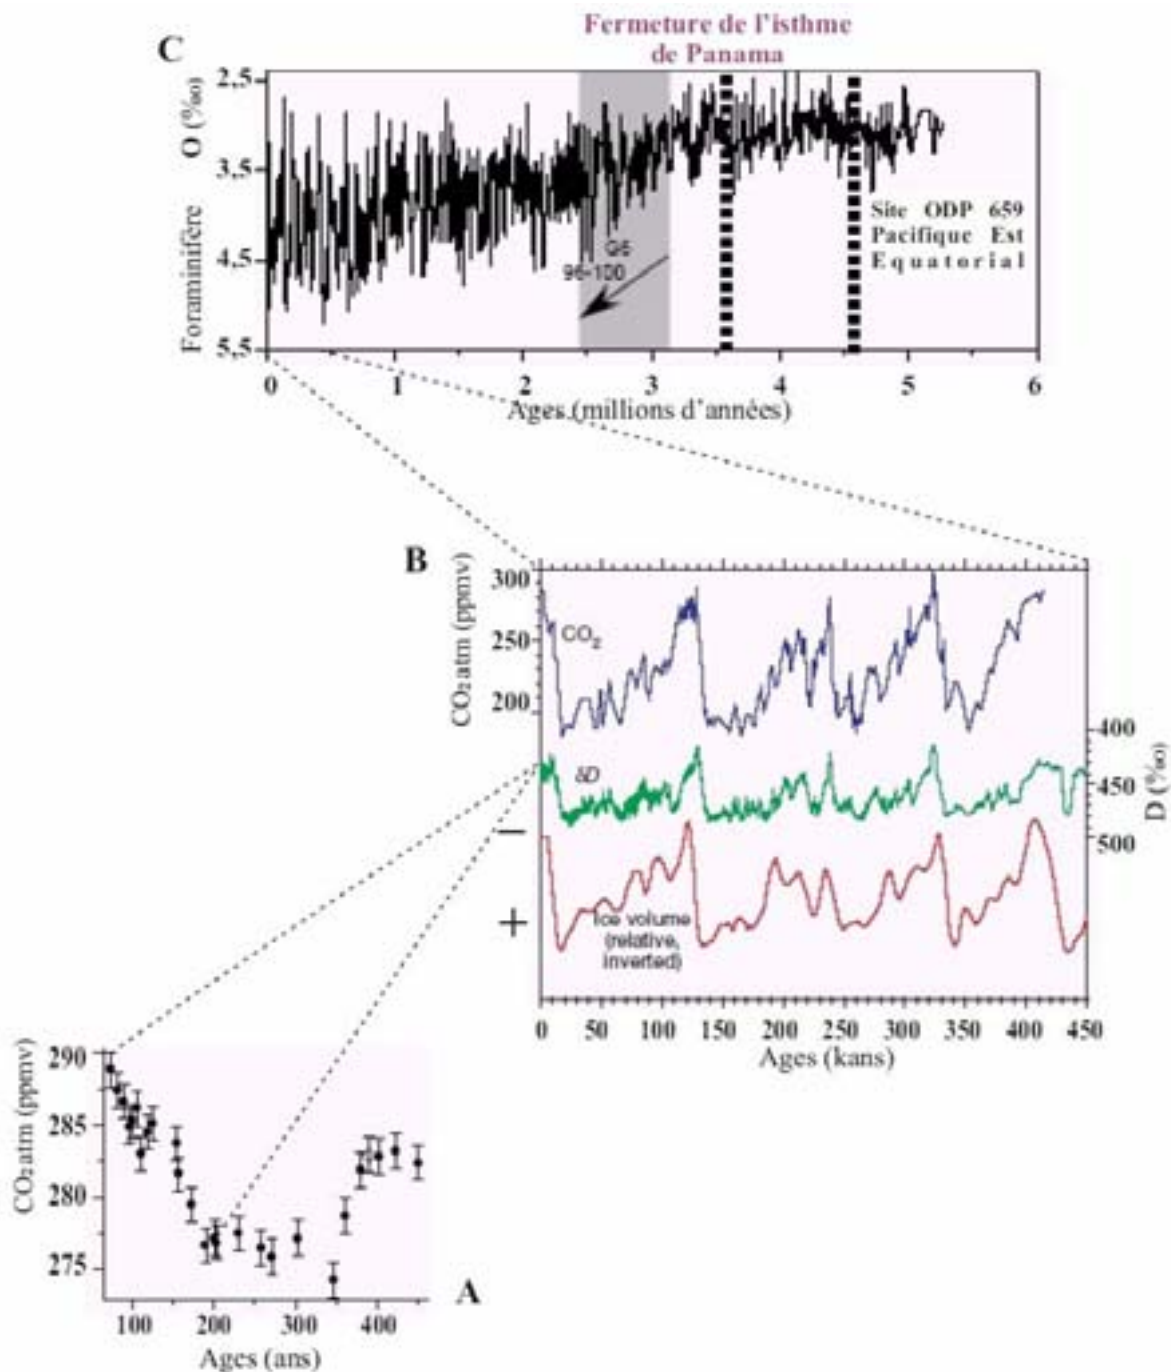 Fermeture de l'isthme
de Panama
C
O (‰)
Foraminifère
2,5
3,5
4,5
5,5
G6
96-100
Site ODP 659
Pacifique Est
Equatorial
0 1 2 3 4 5 6
Ages (millions d'années)
B
CO₂ atm (ppmv)
300
250
200
CO₂
δD
Ice volume
(relative,
inverted)
400
450
500
D (‰)
−
+
0 50 100 150 200 250 300 350 400 450
Ages (kans)
CO₂ atm (ppmv)
290
285
280
275
A
100 200 300 400
Ages (ans)